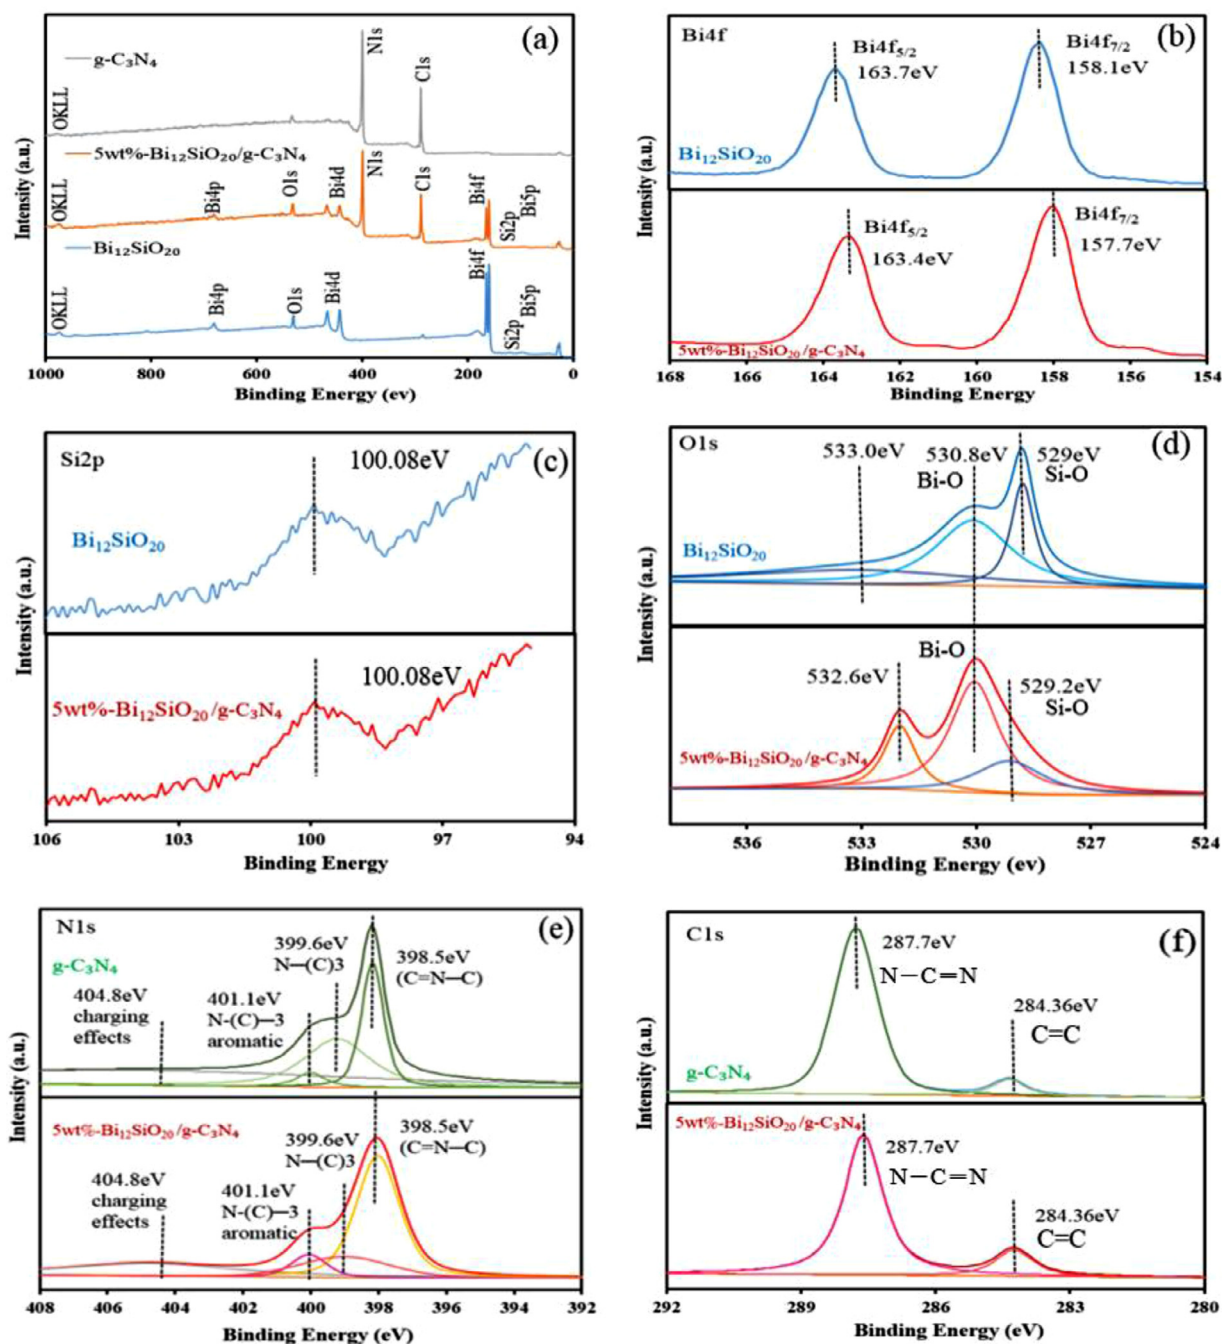 (a)
g-C₃N₄
OKLL
N1s
C1s
5wt%-Bi₁₂SiO₂₀/g-C₃N₄
OKLL
Bi4p
O1s
Bi4d
N1s
C1s
Bi4f
Si2p
Bi5p
Bi₁₂SiO₂₀
OKLL
Bi4p
O1s
Bi4d
Bi4f
Si2p
Bi5p
Intensity (a.u.)
1000 800 600 400 200 0
Binding Energy (ev)
(b)
Bi4f
Bi4f₅/₂
163.7eV
Bi4f₇/₂
158.1eV
Bi₁₂SiO₂₀
Bi4f₅/₂
163.4eV
Bi4f₇/₂
157.7eV
5wt%-Bi₁₂SiO₂₀/g-C₃N₄
Intensity (a.u.)
168 166 164 162 160 158 156 154
Binding Energy
(c)
Si2p
100.08eV
Bi₁₂SiO₂₀
100.08eV
5wt%-Bi₁₂SiO₂₀/g-C₃N₄
Intensity (a.u.)
106 103 100 97 94
Binding Energy
(d)
O1s
533.0eV
530.8eV
Bi-O
529eV
Si-O
Bi₁₂SiO₂₀
Bi-O
532.6eV
529.2eV
Si-O
5wt%-Bi₁₂SiO₂₀/g-C₃N₄
Intensity (a.u.)
536 533 530 527 524
Binding Energy (ev)
(e)
N1s
g-C₃N₄
404.8eV
charging
effects
401.1eV
N-(C)—3
aromatic
399.6eV
N—(C)3
398.5eV
(C=N—C)
5wt%-Bi₁₂SiO₂₀/g-C₃N₄
404.8eV
charging
effects
401.1eV
N-(C)—3
aromatic
399.6eV
N—(C)3
398.5eV
(C=N—C)
Intensity (a.u.)
408 406 404 402 400 398 396 394 392
Binding Energy (eV)
(f)
C1s
287.7eV
N—C=N
284.36eV
C=C
g-C₃N₄
5wt%-Bi₁₂SiO₂₀/g-C₃N₄
287.7eV
N—C=N
284.36eV
C=C
Intensity (a.u.)
292 289 286 283 280
Binding Energy (eV)